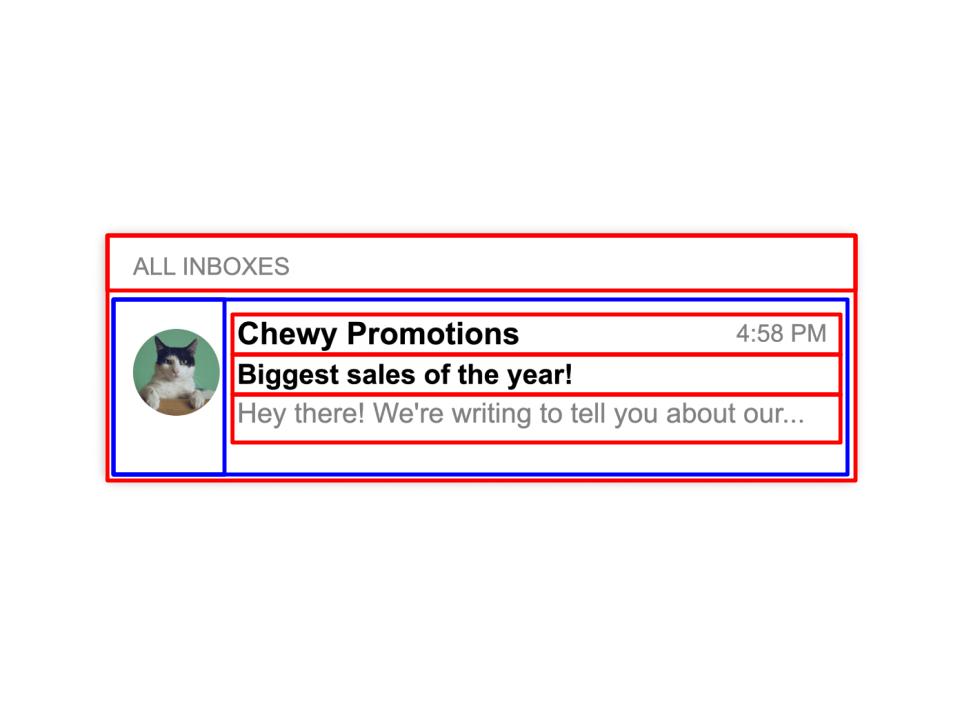 ALL INBOXES
Chewy Promotions 4:58 PM
Biggest sales of the year!
Hey there! We're writing to tell you about our...